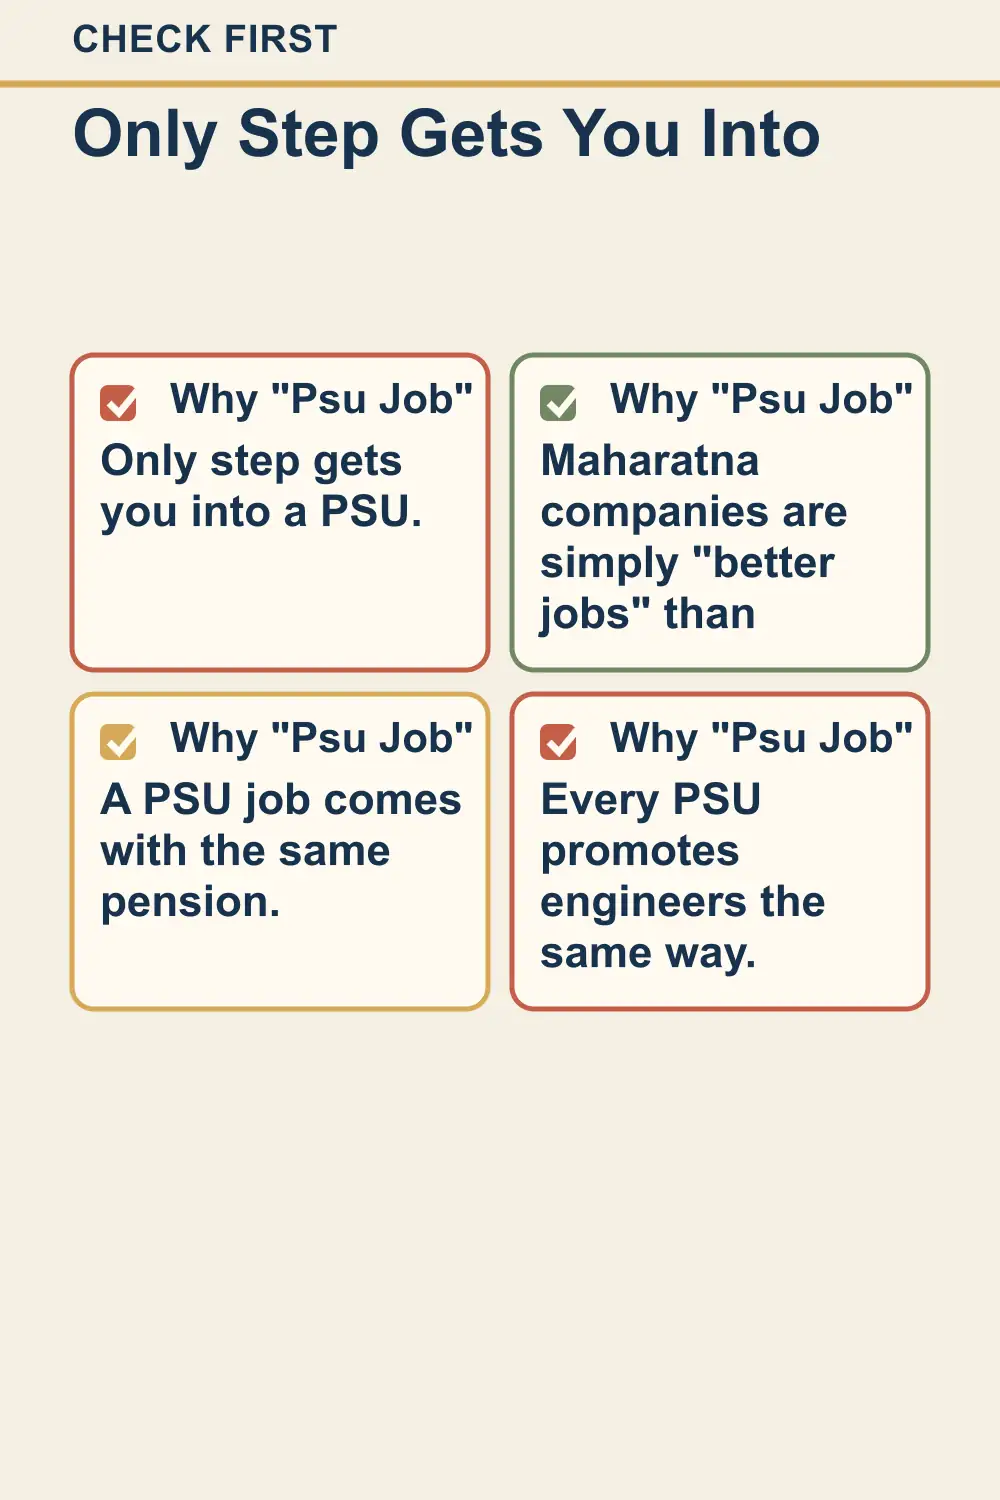 CHECK FIRST
Only Step Gets You Into
Why "Psu Job"
Only step gets
you into a PSU.
Why "Psu Job"
Maharatna
companies are
simply "better
jobs" than
Why "Psu Job"
A PSU job comes
with the same
pension.
Why "Psu Job"
Every PSU
promotes
engineers the
same way.